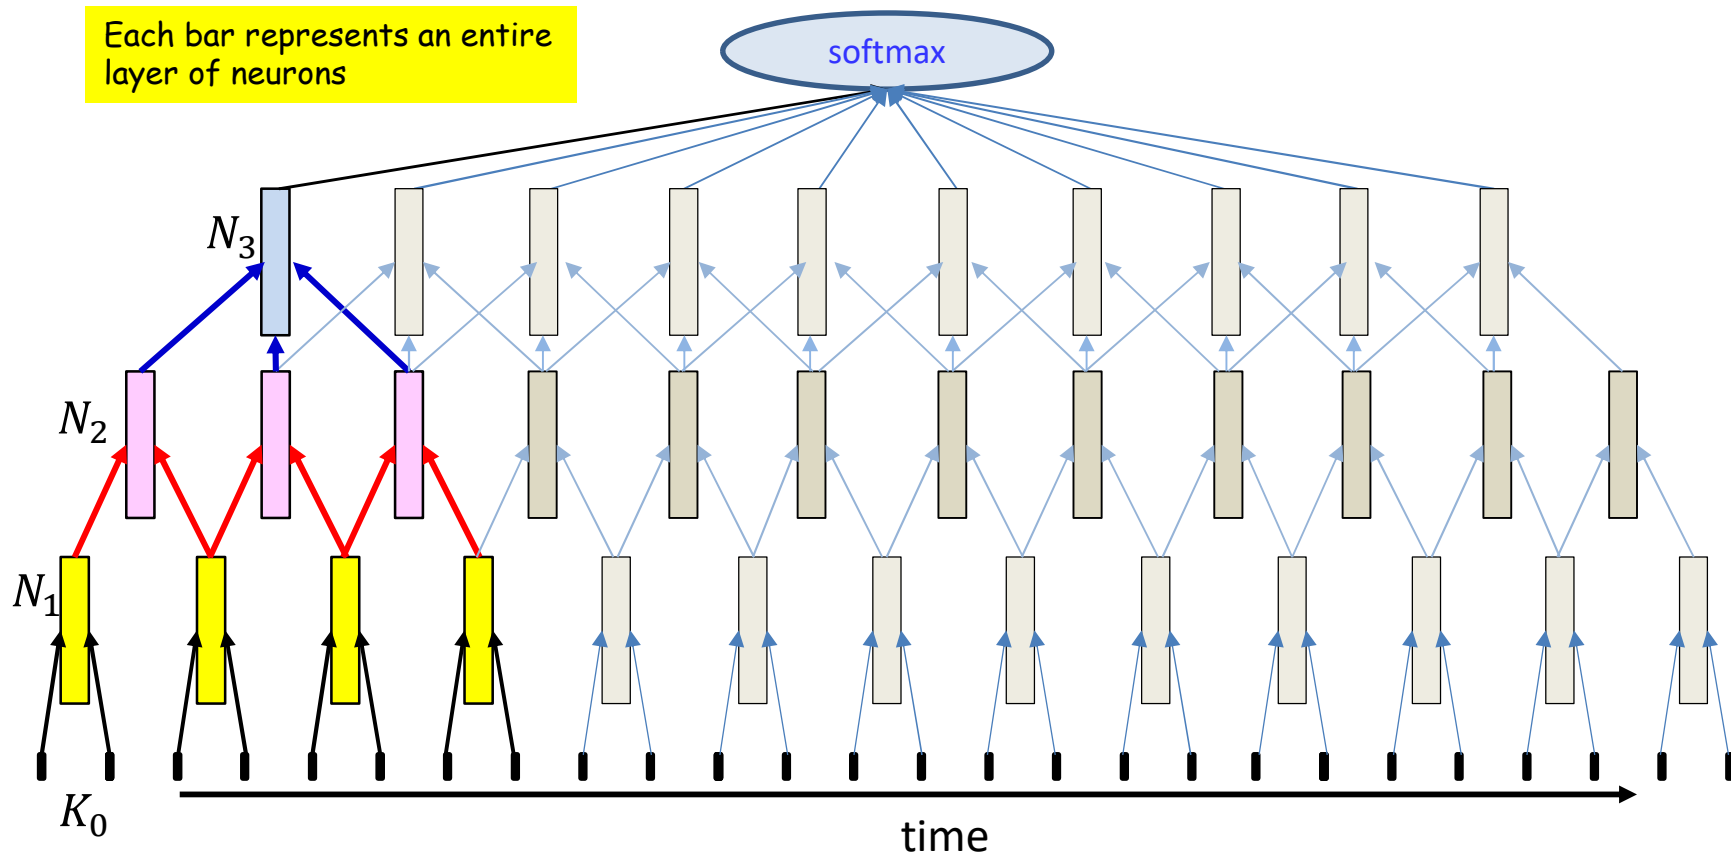 Each bar represents an entire
layer of neurons
softmax
N₃
N₂
N₁
K₀
time